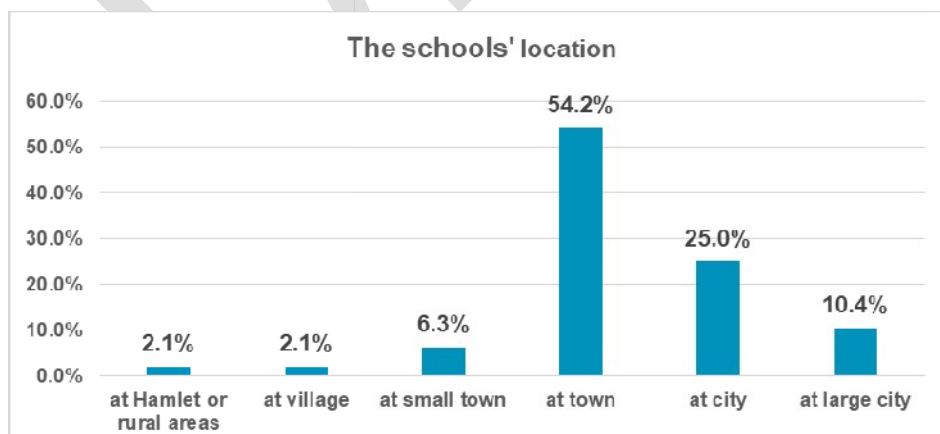 The schools' location
60.0%
50.0%
40.0%
30.0%
20.0%
10.0%
0.0%
2.1%
2.1%
6.3%
54.2%
25.0%
10.4%
at Hamlet or
rural areas
at village
at small town
at town
at city
at large city